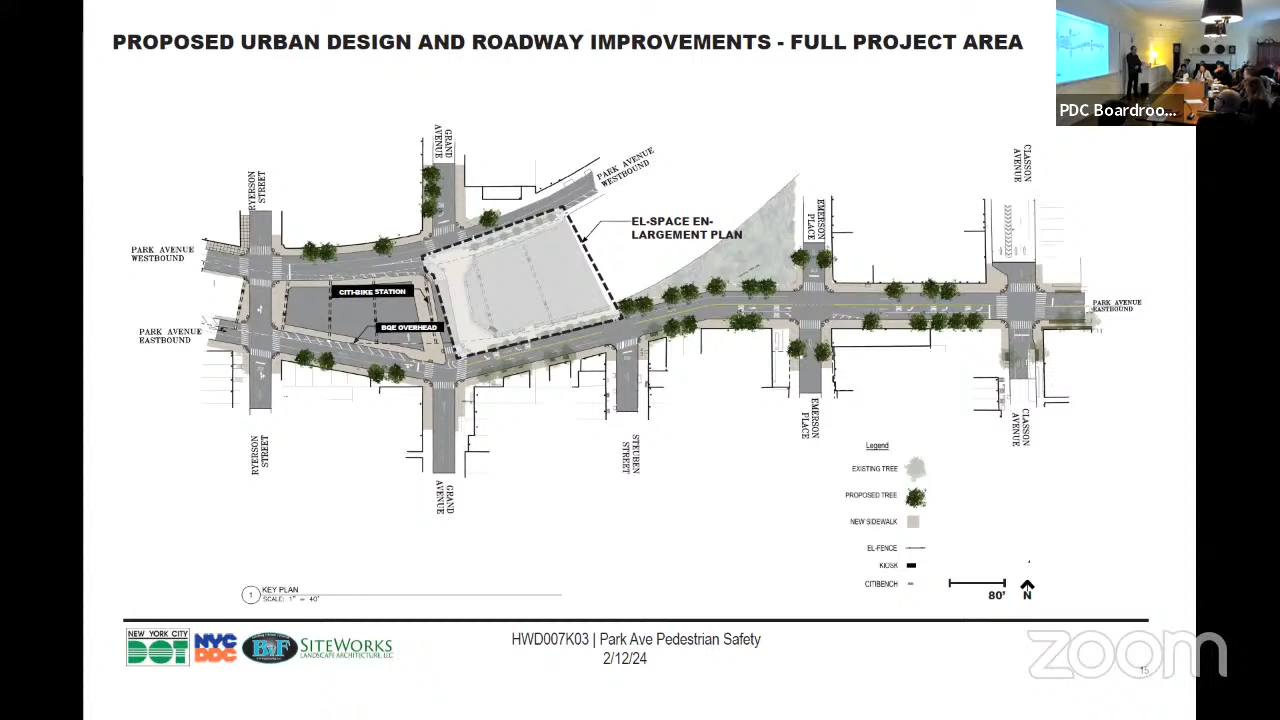 PROPOSED URBAN DESIGN AND ROADWAY IMPROVEMENTS - FULL PROJECT AREA
PDC Boardroo...
GRAND
AVENUE
PARK AVENUE
WESTBOUND
CLASSON
AVENUE
RYERSON
STREET
EMERSON
PLACE
EL-SPACE EN-
LARGEMENT PLAN
PARK AVENUE
WESTBOUND
CITI-BIKE STATION
PARK AVENUE
EASTBOUND
BQE OVERHEAD
PARK AVENUE
EASTBOUND
RYERSON
STREET
GRAND
AVENUE
STEUBEN
STREET
EMERSON
PLACE
CLASSON
AVENUE
Legend
EXISTING TREE
PROPOSED TREE
NEW SIDEWALK
EL-FENCE
KIOSK
CITIBENCH
80'
N
1
KEY PLAN
SCALE: 1" = 40'
NEW YORK CITY
DOT
NYC
DDC
B&F
SITEWORKS
LANDSCAPE ARCHITECTURE, LLC
HWD007K03 | Park Ave Pedestrian Safety
2/12/24
zoom
15